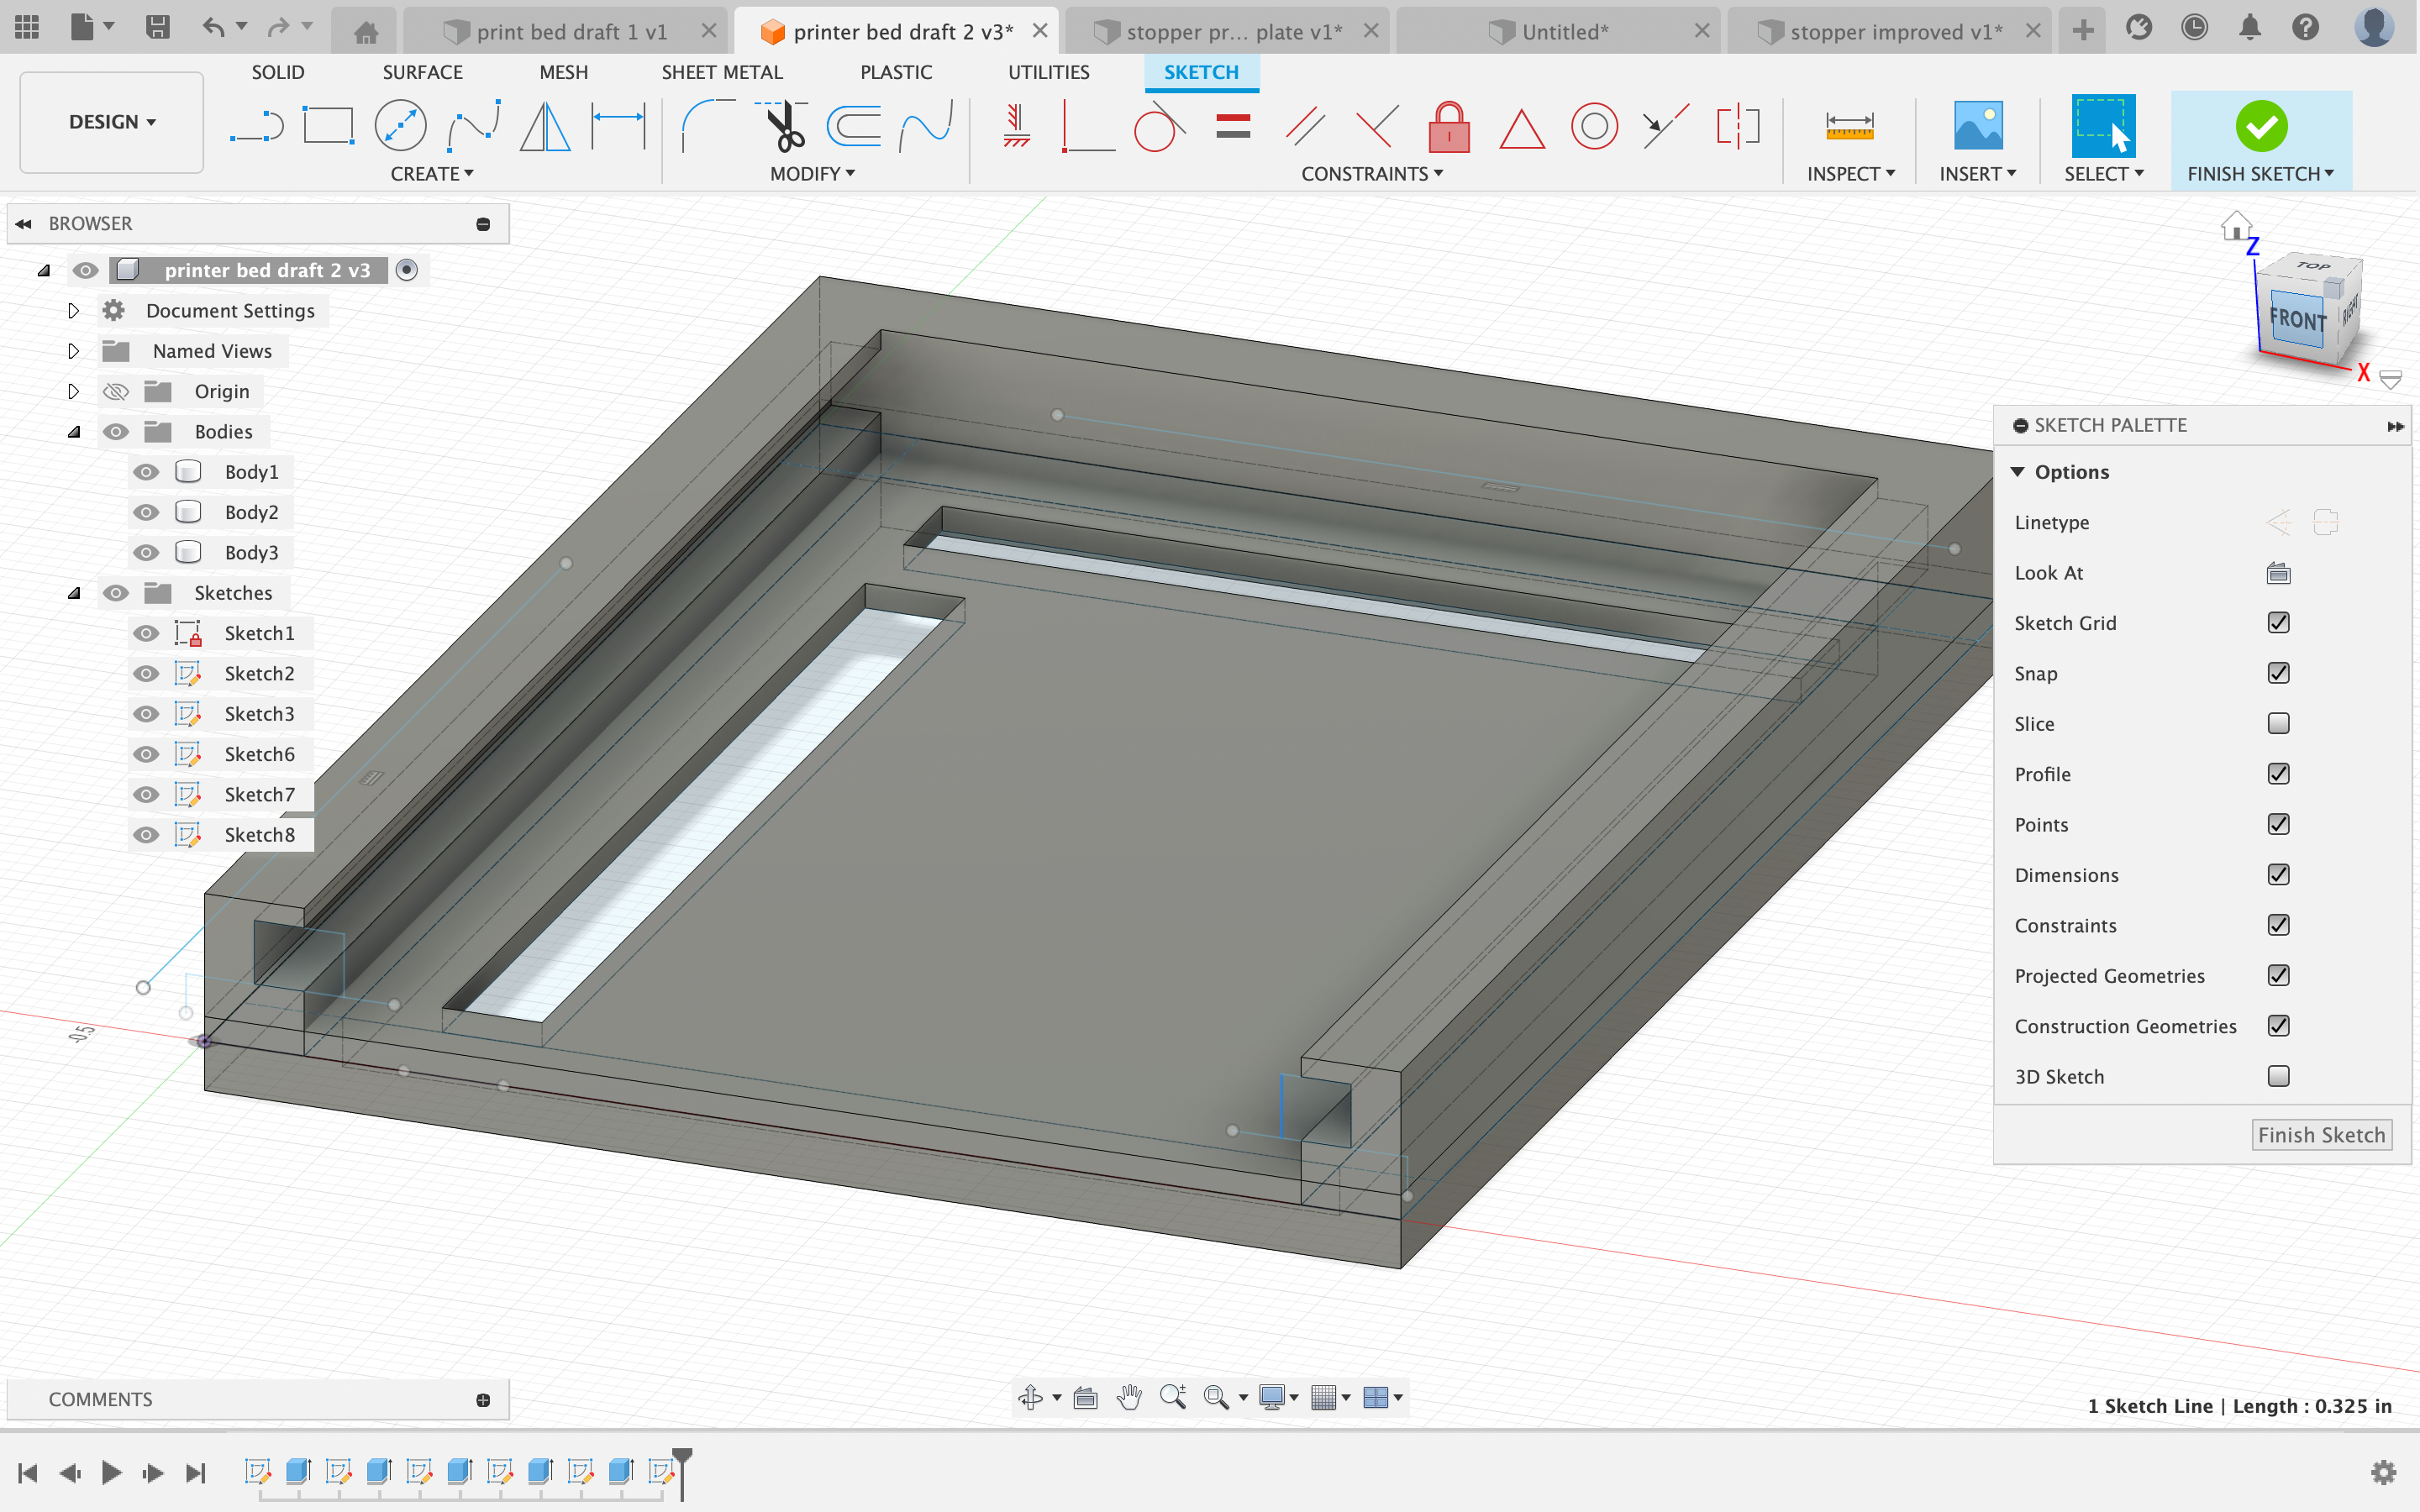 print bed draft 1 v1
printer bed draft 2 v3*
stopper pr... plate v1*
Untitled*
stopper improved v1*
SOLID
SURFACE
MESH
SHEET METAL
PLASTIC
UTILITIES
SKETCH
DESIGN
CREATE
MODIFY
CONSTRAINTS
INSPECT
INSERT
SELECT
FINISH SKETCH
BROWSER
printer bed draft 2 v3
Document Settings
Named Views
Origin
Bodies
Body1
Body2
Body3
Sketches
Sketch1
Sketch2
Sketch3
Sketch6
Sketch7
Sketch8
Z
TOP
FRONT
RIGHT
X
SKETCH PALETTE
Options
Linetype
Look At
Sketch Grid
Snap
Slice
Profile
Points
Dimensions
Constraints
Projected Geometries
Construction Geometries
3D Sketch
Finish Sketch
-0.5
COMMENTS
1 Sketch Line | Length : 0.325 in